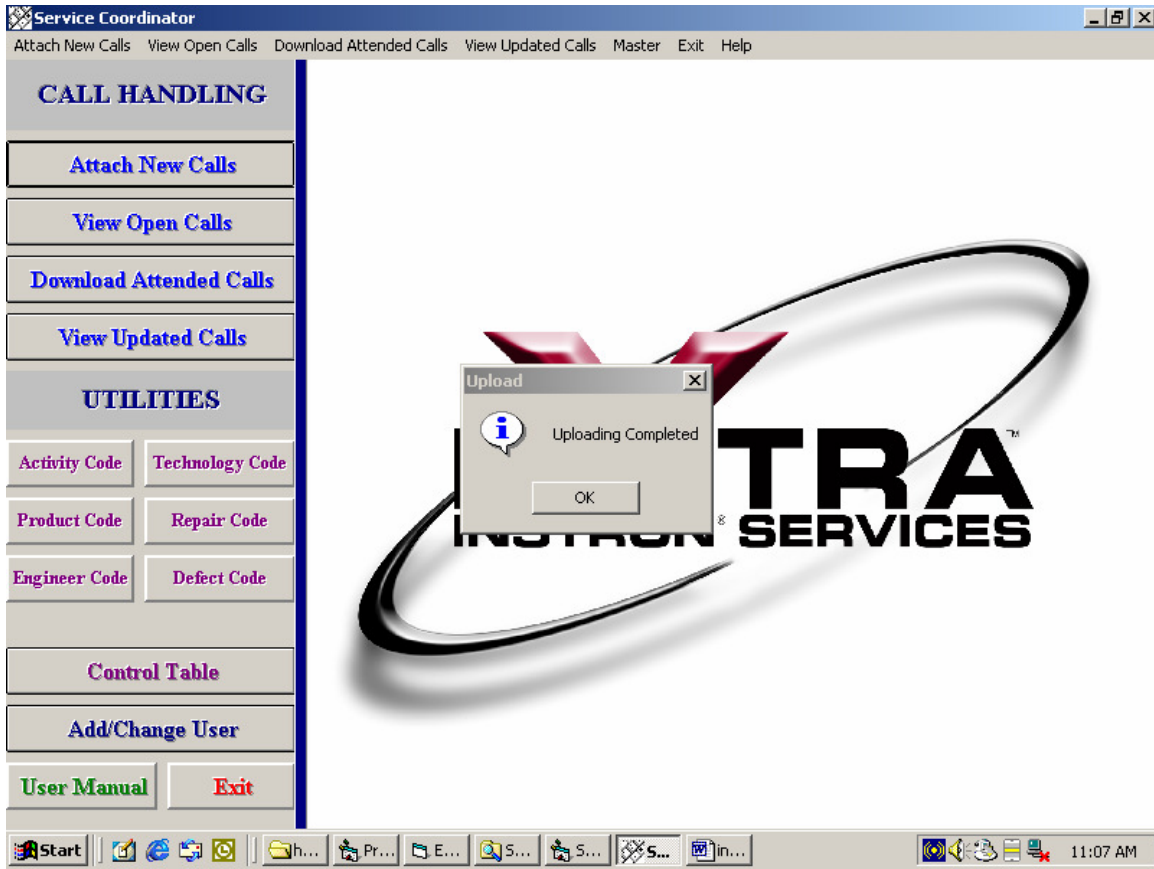 Service Coordinator
Attach New Calls View Open Calls Download Attended Calls View Updated Calls Master Exit Help
CALL HANDLING
Attach New Calls
View Open Calls
Download Attended Calls
View Updated Calls
UTILITIES
Activity Code Technology Code
Product Code Repair Code
Engineer Code Defect Code
Control Table
Add/Change User
User Manual Exit
Upload
Uploading Completed
OK
TRA™
® SERVICES
Start h... Pr... E... S... S... S... in... 11:07 AM